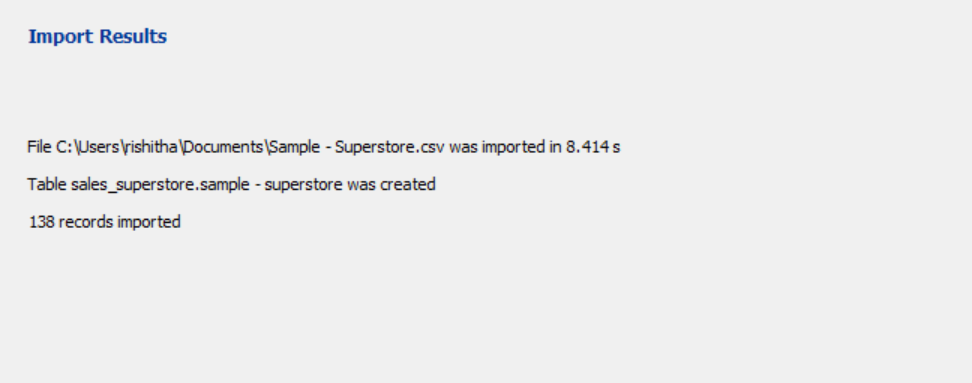 Import Results
File C:\Users\rishitha\Documents\Sample - Superstore.csv was imported in 8.414 s
Table sales_superstore.sample - superstore was created
138 records imported